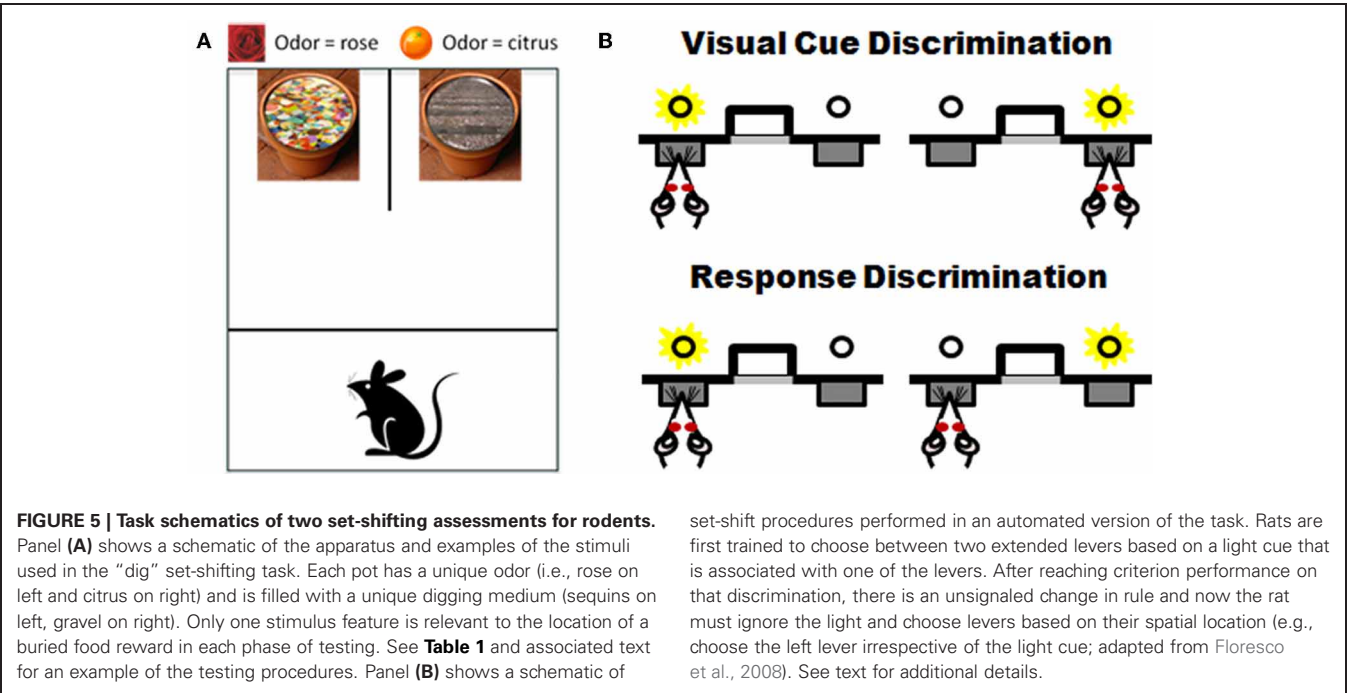 A
Odor = rose
Odor = citrus
B
Visual Cue Discrimination
Response Discrimination
FIGURE 5 | Task schematics of two set-shifting assessments for rodents.
Panel (A) shows a schematic of the apparatus and examples of the stimuli
used in the “dig” set-shifting task. Each pot has a unique odor (i.e., rose on
left and citrus on right) and is filled with a unique digging medium (sequins on
left, gravel on right). Only one stimulus feature is relevant to the location of a
buried food reward in each phase of testing. See Table 1 and associated text
for an example of the testing procedures. Panel (B) shows a schematic of
set-shift procedures performed in an automated version of the task. Rats are
first trained to choose between two extended levers based on a light cue that
is associated with one of the levers. After reaching criterion performance on
that discrimination, there is an unsignaled change in rule and now the rat
must ignore the light and choose levers based on their spatial location (e.g.,
choose the left lever irrespective of the light cue; adapted from Floresco
et al., 2008). See text for additional details.